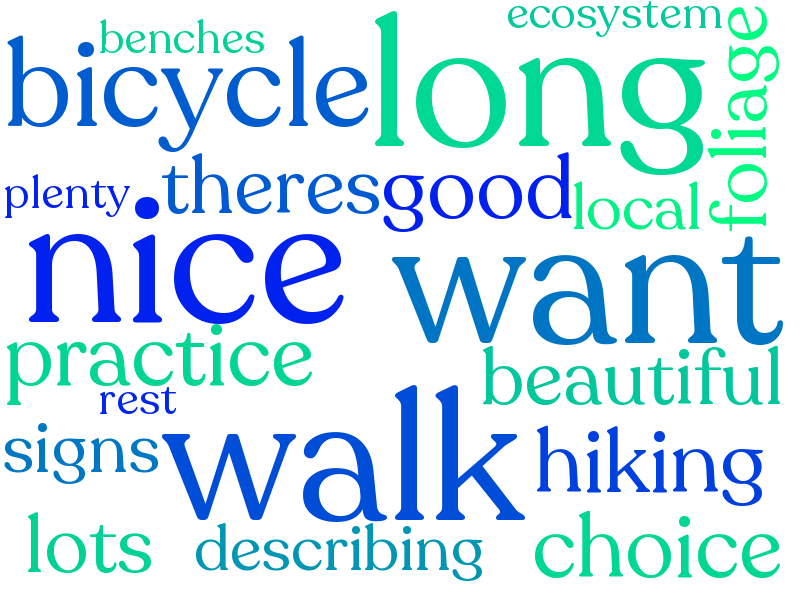 ecosystem
benches
bicycle
long
foliage
plenty
theres
good
local
nice
want
practice
beautiful
rest
walk
signs
hiking
lots
describing
choice